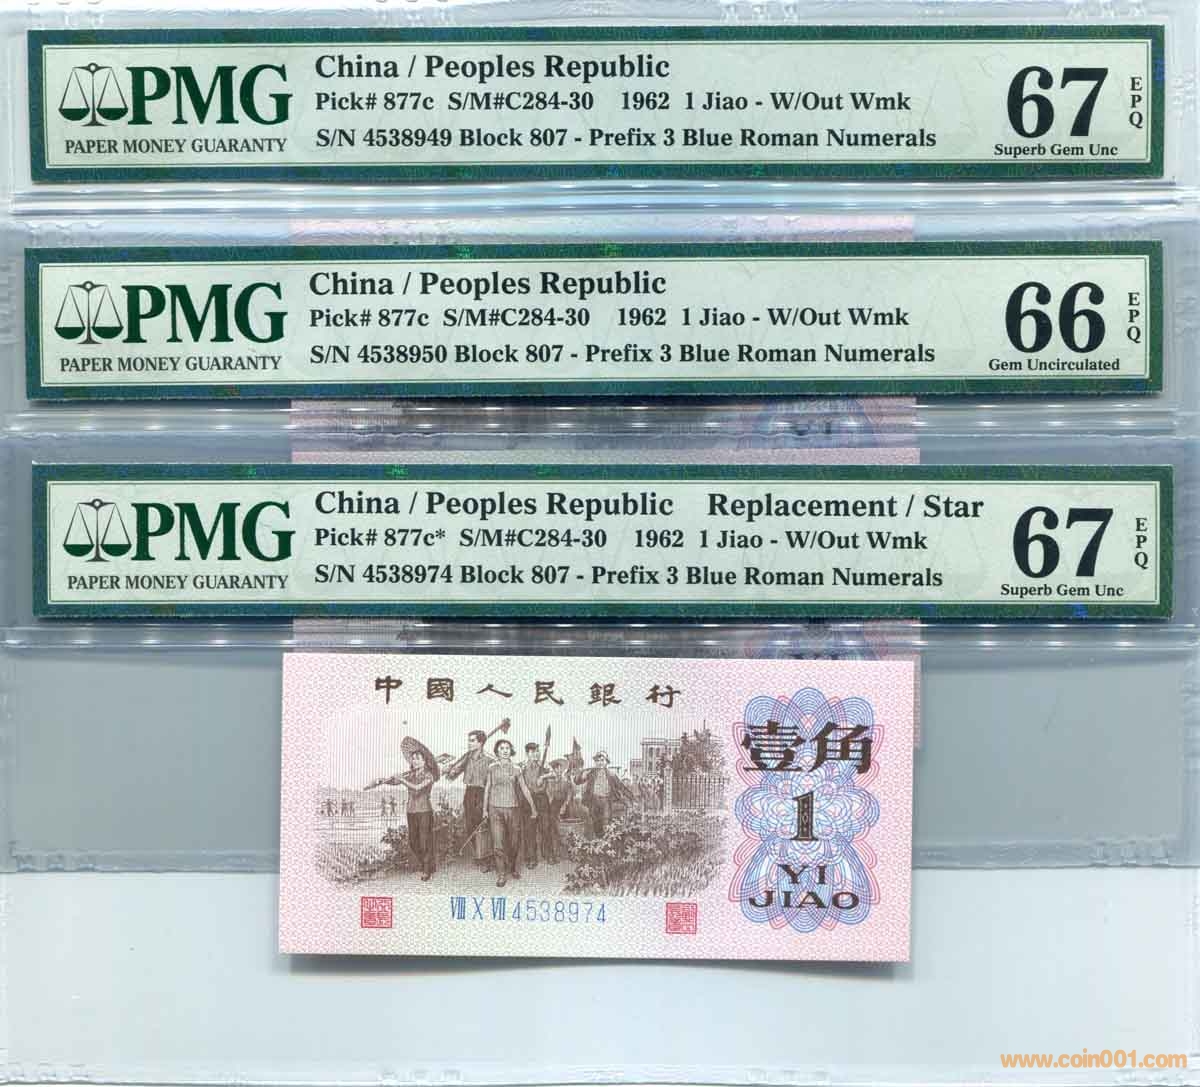 PMG
PAPER MONEY GUARANTY
China / Peoples Republic
Pick# 877c S/M#C284-30 1962 1 Jiao - W/Out Wmk
S/N 4538949 Block 807 - Prefix 3 Blue Roman Numerals
67
EPQ
Superb Gem Unc
PMG
PAPER MONEY GUARANTY
China / Peoples Republic
Pick# 877c S/M#C284-30 1962 1 Jiao - W/Out Wmk
S/N 4538950 Block 807 - Prefix 3 Blue Roman Numerals
66
EPQ
Gem Uncirculated
PMG
PAPER MONEY GUARANTY
China / Peoples Republic Replacement / Star
Pick# 877c* S/M#C284-30 1962 1 Jiao - W/Out Wmk
S/N 4538974 Block 807 - Prefix 3 Blue Roman Numerals
67
EPQ
Superb Gem Unc
中國人民銀行
壹角
1
YI
JIAO
VIII X VII 4538974
www.coin001.com